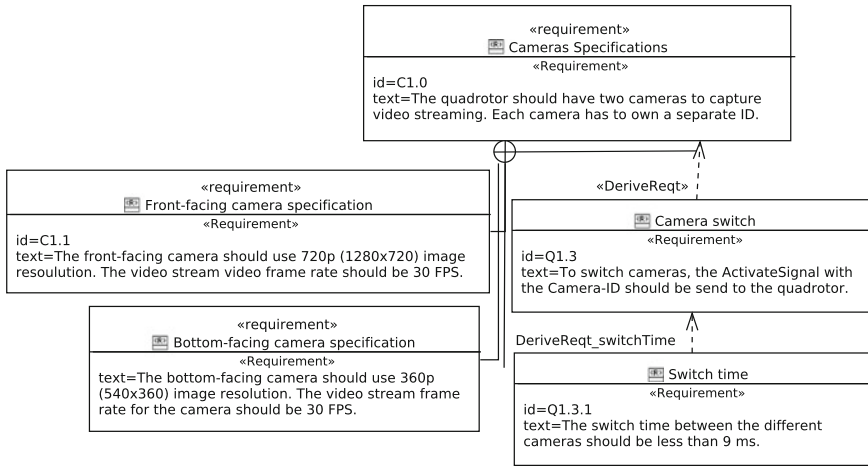 «requirement»
Cameras Specifications
«Requirement»
id=C1.0
text=The quadrotor should have two cameras to capture
video streaming. Each camera has to own a separate ID.
«requirement»
Front-facing camera specification
«Requirement»
id=C1.1
text=The front-facing camera should use 720p (1280x720) image
resoulution. The video stream video frame rate should be 30 FPS.
«DeriveReqt»
Camera switch
«Requirement»
id=Q1.3
text=To switch cameras, the ActivateSignal with
the Camera-ID should be send to the quadrotor.
«requirement»
Bottom-facing camera specification
«Requirement»
text=The bottom-facing camera should use 360p
(540x360) image resolution. The video stream frame
rate for the camera should be 30 FPS.
DeriveReqt_switchTime
Switch time
«Requirement»
id=Q1.3.1
text=The switch time between the different
cameras should be less than 9 ms.